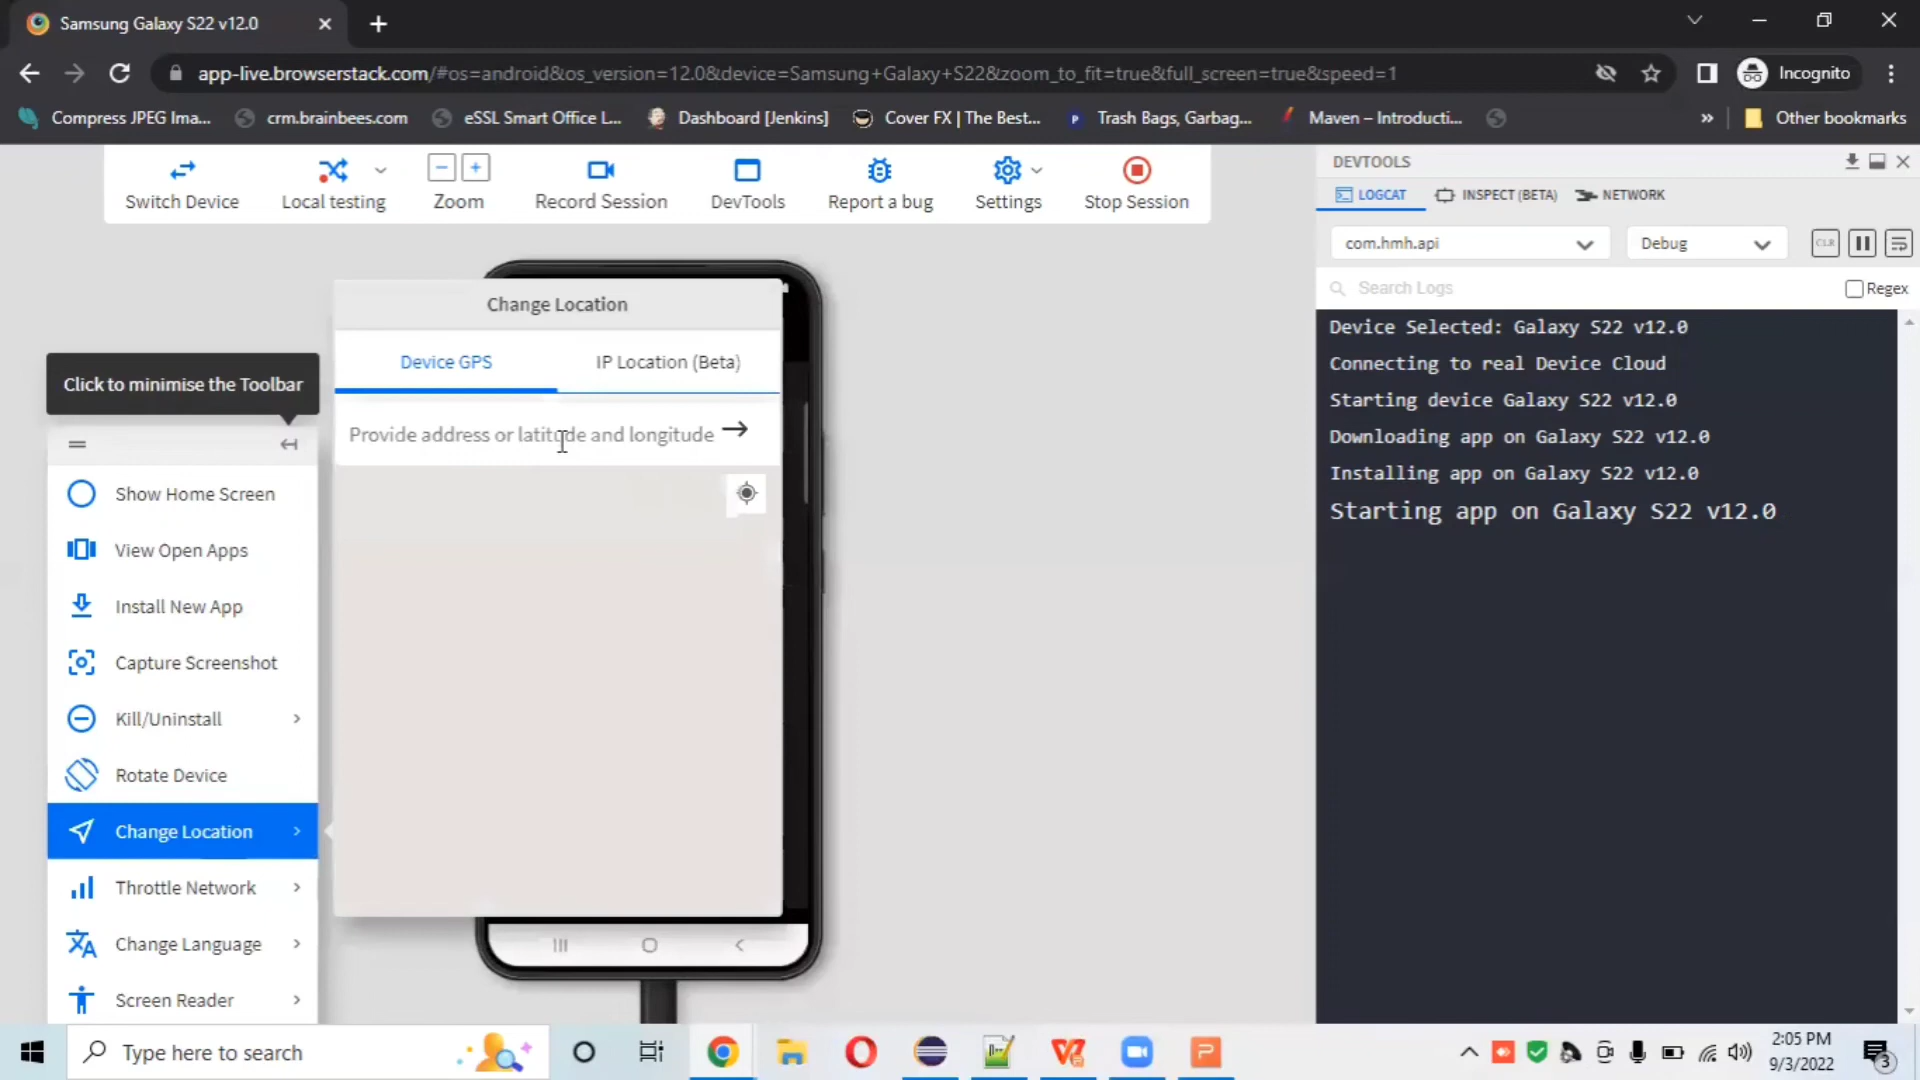 Samsung Galaxy S22 v12.0
app-live.browserstack.com/#os=android&os_version=12.0&device=Samsung+Galaxy+S22&zoom_to_fit=true&full_screen=true&speed=1
Incognito
Compress JPEG Ima...
crm.brainbees.com
eSSL Smart Office L...
Dashboard [Jenkins]
Cover FX | The Best...
Trash Bags, Garbag...
Maven – Introducti...
»
Other bookmarks
Switch Device
Local testing
Zoom
Record Session
DevTools
Report a bug
Settings
Stop Session
DEVTOOLS
LOGCAT
INSPECT (BETA)
NETWORK
com.hmh.api
Debug
CLR
Search Logs
Regex
Device Selected: Galaxy S22 v12.0
Connecting to real Device Cloud
Starting device Galaxy S22 v12.0
Downloading app on Galaxy S22 v12.0
Installing app on Galaxy S22 v12.0
Starting app on Galaxy S22 v12.0
Change Location
Device GPS
IP Location (Beta)
Provide address or latitude and longitude
Click to minimise the Toolbar
Show Home Screen
View Open Apps
Install New App
Capture Screenshot
Kill/Uninstall
Rotate Device
Change Location
Throttle Network
Change Language
Screen Reader
Type here to search
2:05 PM
9/3/2022
3